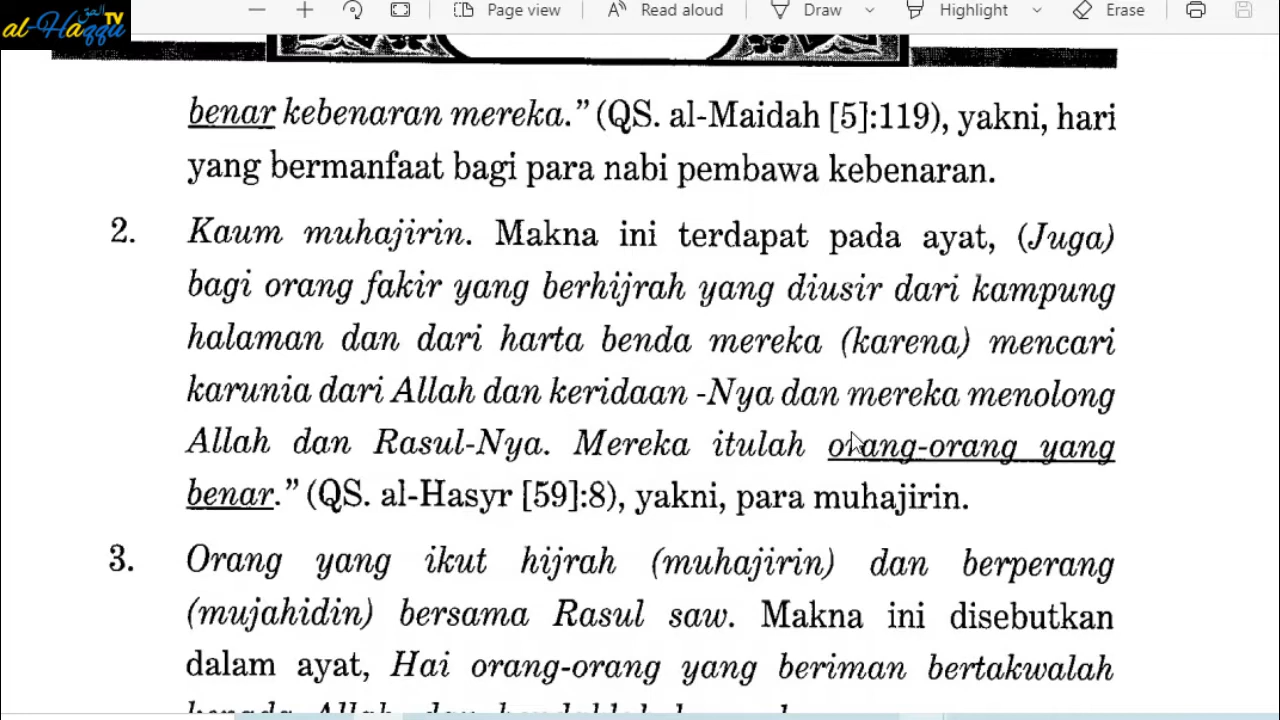 الحق
al-Haqqu TV
Page view
Read aloud
Draw
Highlight
Erase
benar kebenaran mereka.” (QS. al-Maidah [5]:119), yakni, hari
yang bermanfaat bagi para nabi pembawa kebenaran.
2. Kaum muhajirin. Makna ini terdapat pada ayat, (Juga)
bagi orang fakir yang berhijrah yang diusir dari kampung
halaman dan dari harta benda mereka (karena) mencari
karunia dari Allah dan keridaan -Nya dan mereka menolong
Allah dan Rasul-Nya. Mereka itulah orang-orang yang
benar.” (QS. al-Hasyr [59]:8), yakni, para muhajirin.
3. Orang yang ikut hijrah (muhajirin) dan berperang
(mujahidin) bersama Rasul saw. Makna ini disebutkan
dalam ayat, Hai orang-orang yang beriman bertakwalah